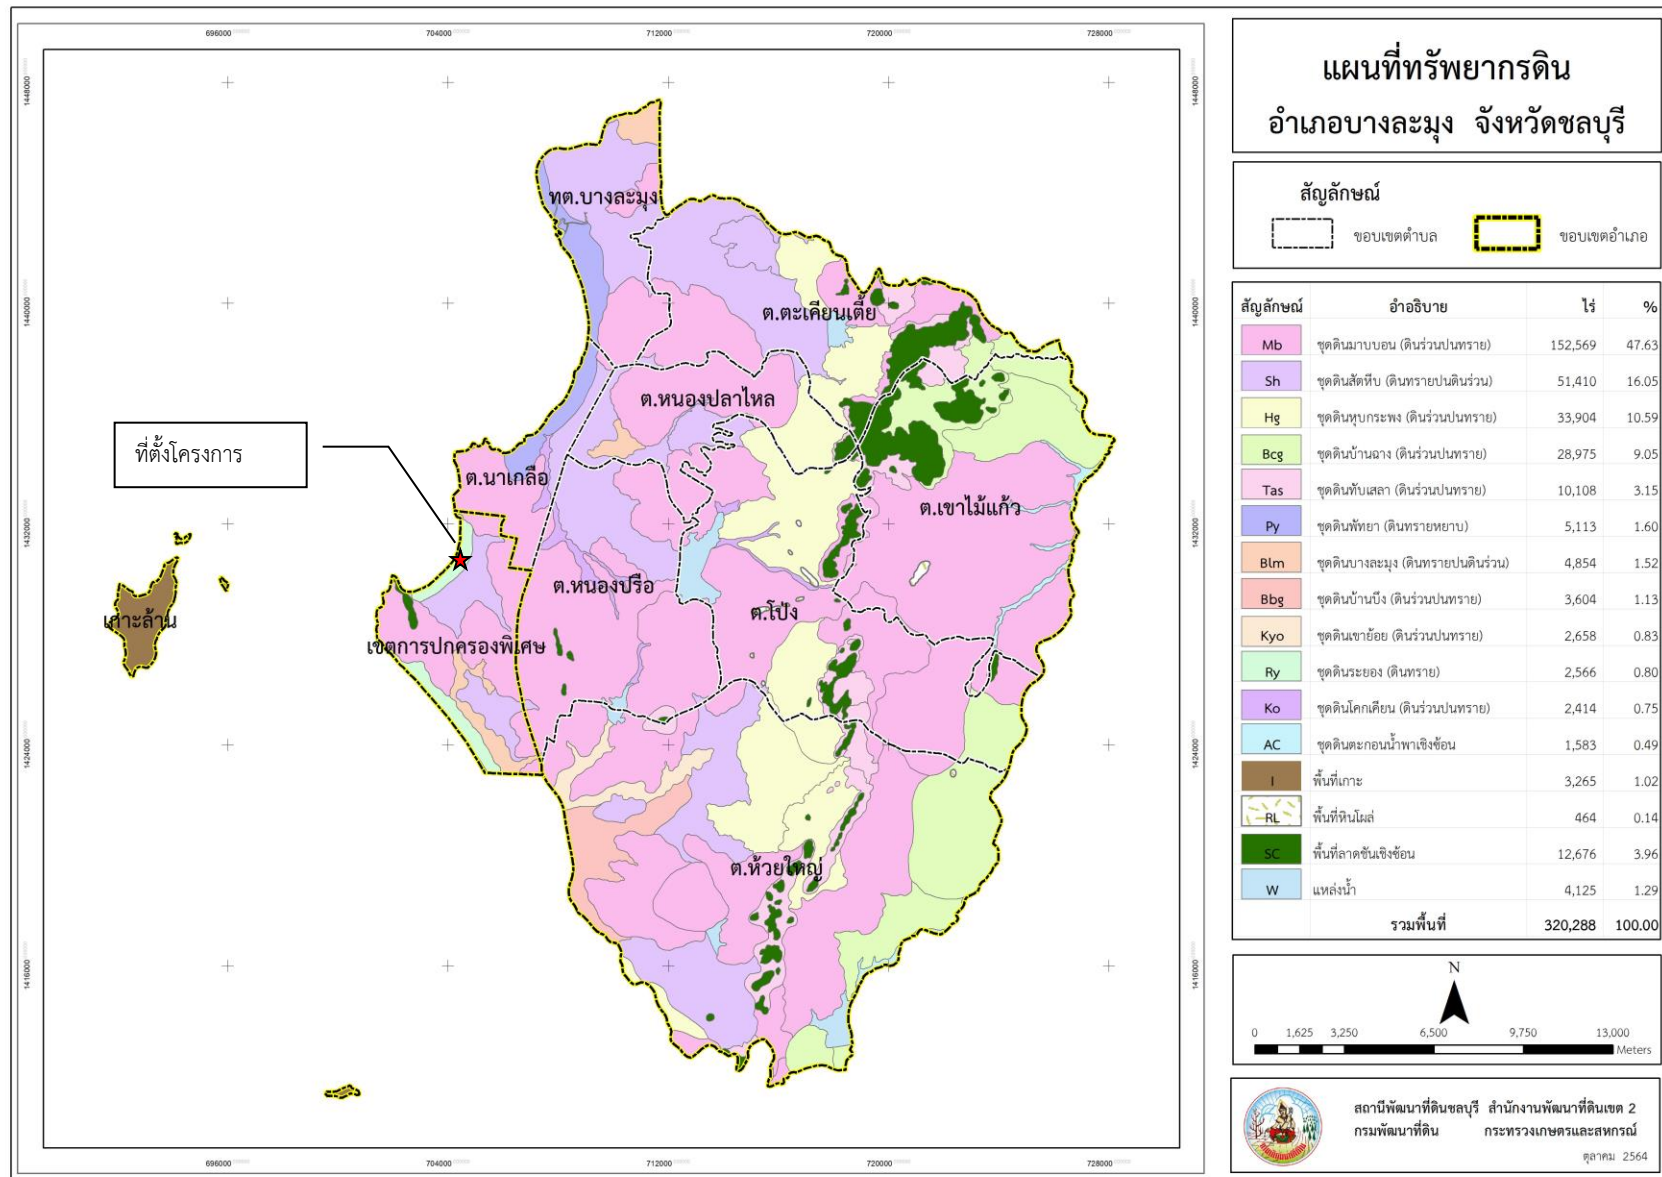 แผนที่ทรัพยากรดิน
อำเภอบางละมุง จังหวัดชลบุรี
สัญลักษณ์
ขอบเขตตำบล
ขอบเขตอำเภอ
สัญลักษณ์ คำอธิบาย ไร่ %
Mb ชุดดินมาบบอน (ดินร่วนปนทราย) 152,569 47.63
Sh ชุดดินสัตหีบ (ดินทรายปนดินร่วน) 51,410 16.05
Hg ชุดดินหุบกระพง (ดินร่วนปนทราย) 33,904 10.59
Bcg ชุดดินบ้านฉาง (ดินร่วนปนทราย) 28,975 9.05
Tas ชุดดินทับเสลา (ดินร่วนปนทราย) 10,108 3.15
Py ชุดดินพัทยา (ดินทรายหยาบ) 5,113 1.60
Blm ชุดดินบางละมุง (ดินทรายปนดินร่วน) 4,854 1.52
Bbg ชุดดินบ้านบึง (ดินร่วนปนทราย) 3,604 1.13
Kyo ชุดดินเขาย้อย (ดินร่วนปนทราย) 2,658 0.83
Ry ชุดดินระยอง (ดินทราย) 2,566 0.80
Ko ชุดดินโคกเคียน (ดินร่วนปนทราย) 2,414 0.75
AC ชุดดินตะกอนน้ำพาเชิงซ้อน 1,583 0.49
I พื้นที่เกาะ 3,265 1.02
RL พื้นที่หินโผล่ 464 0.14
SC พื้นที่ลาดชันเชิงซ้อน 12,676 3.96
W แหล่งน้ำ 4,125 1.29
รวมพื้นที่ 320,288 100.00
N
0 1,625 3,250 6,500 9,750 13,000
Meters
สถานีพัฒนาที่ดินชลบุรี สำนักงานพัฒนาที่ดินเขต 2
กรมพัฒนาที่ดิน กระทรวงเกษตรและสหกรณ์
ตุลาคม 2564
696000 704000 712000 720000 728000
1448000 1448000
1440000 1440000
1432000 1432000
1424000 1424000
1416000 1416000
696000 704000 712000 720000 728000
ทต.บางละมุง
ต.ตะเคียนเตี้ย
ต.หนองปลาไหล
ที่ตั้งโครงการ
ต.นาเกลือ
ต.เขาไม้แก้ว
ต.หนองปรือ
ต.โป่ง
เกาะล้าน
เขตการปกครองพิเศษ
ต.ห้วยใหญ่